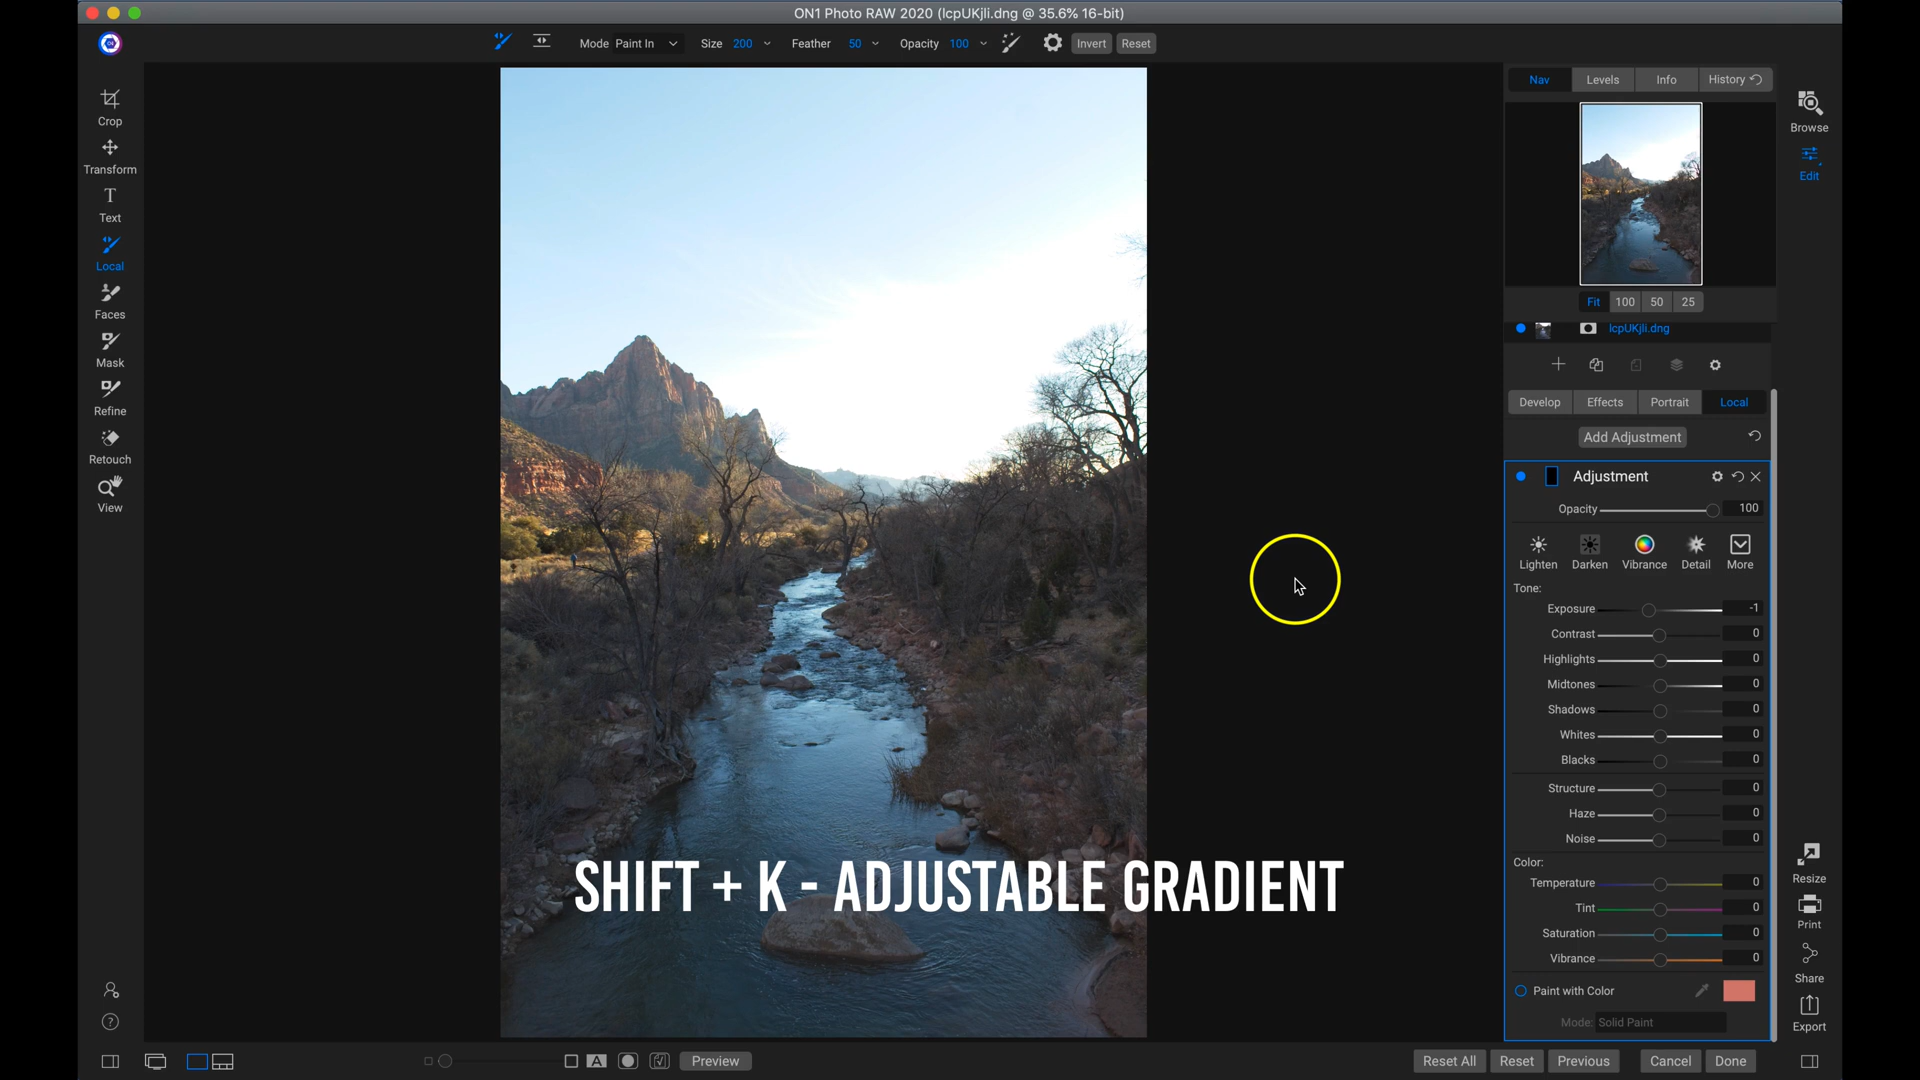 ON1 Photo RAW 2020 (lcpUKjli.dng @ 35.6% 16-bit)
Mode Paint In Size 200 Feather 50 Opacity 100 Invert Reset
Crop
Transform
T
Text
Local
Faces
Mask
Refine
Retouch
View
Nav Levels Info History
Browse
Edit
Fit 100 50 25
lcpUKjli.dng
Develop Effects Portrait Local
Add Adjustment
Adjustment
Opacity 100
Lighten Darken Vibrance Detail More
Tone:
Exposure -1
Contrast 0
Highlights 0
Midtones 0
Shadows 0
Whites 0
Blacks 0
Structure 0
Haze 0
Noise 0
Color:
Temperature 0
Tint 0
Saturation 0
Vibrance 0
Paint with Color
Mode: Solid Paint
SHIFT + K - ADJUSTABLE GRADIENT
Resize
Print
Share
Export
A Preview
Reset All Reset Previous Cancel Done